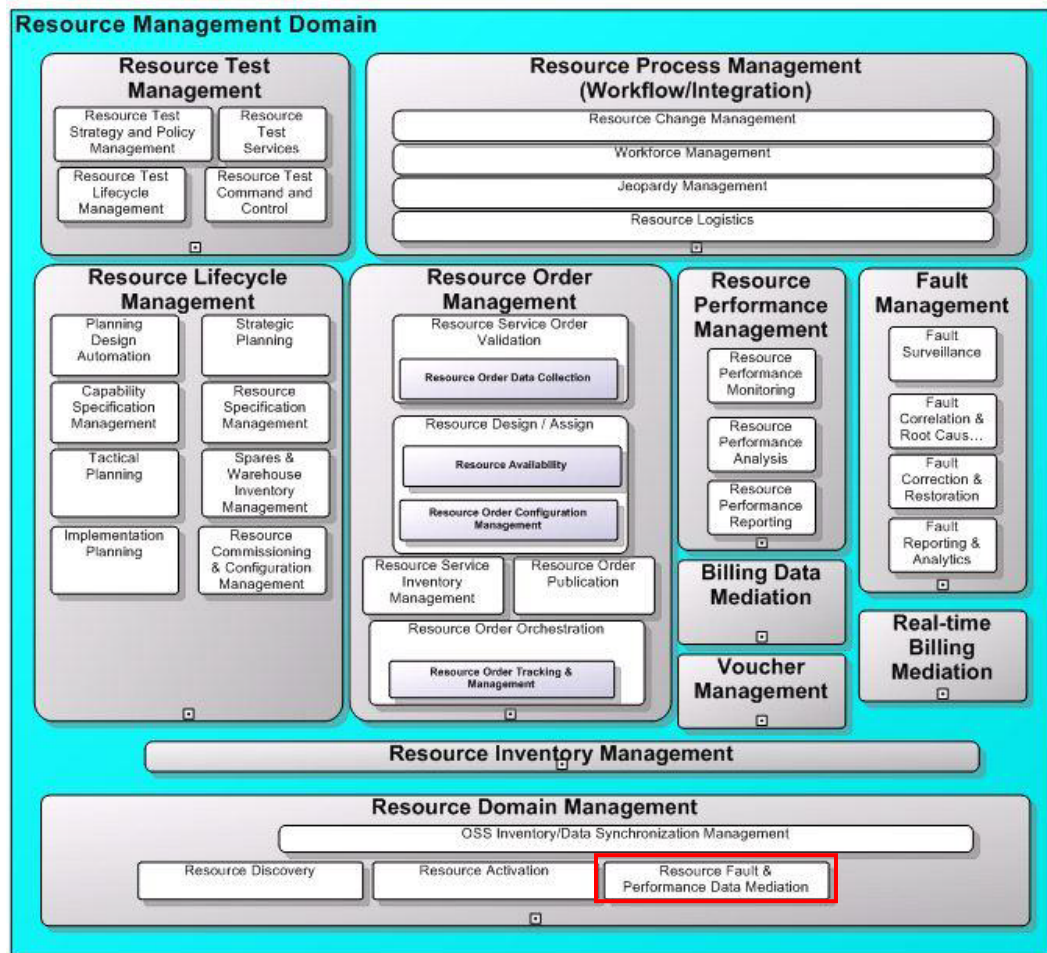 Resource Management Domain
Resource Test
Management
Resource Test
Strategy and Policy
Management
Resource
Test
Services
Resource Test
Lifecycle
Management
Resource Test
Command and
Control
Resource Process Management
(Workflow/Integration)
Resource Change Management
Workforce Management
Jeopardy Management
Resource Logistics
Resource Lifecycle
Management
Planning
Design
Automation
Strategic
Planning
Capability
Specification
Management
Resource
Specification
Management
Tactical
Planning
Spares &
Warehouse
Inventory
Management
Implementation
Planning
Resource
Commissioning
& Configuration
Management
Resource Order
Management
Resource Service Order
Validation
Resource Order Data Collection
Resource Design / Assign
Resource Availability
Resource Order Configuration
Management
Resource Service
Inventory
Management
Resource Order
Publication
Resource Order Orchestration
Resource Order Tracking &
Management
Resource
Performance
Management
Resource
Performance
Monitoring
Resource
Performance
Analysis
Resource
Performance
Reporting
Fault
Management
Fault
Surveillance
Fault
Correlation &
Root Caus...
Fault
Correction &
Restoration
Fault
Reporting &
Analytics
Billing Data
Mediation
Voucher
Management
Real-time
Billing
Mediation
Resource Inventory Management
Resource Domain Management
OSS Inventory/Data Synchronization Management
Resource Discovery
Resource Activation
Resource Fault &
Performance Data Mediation